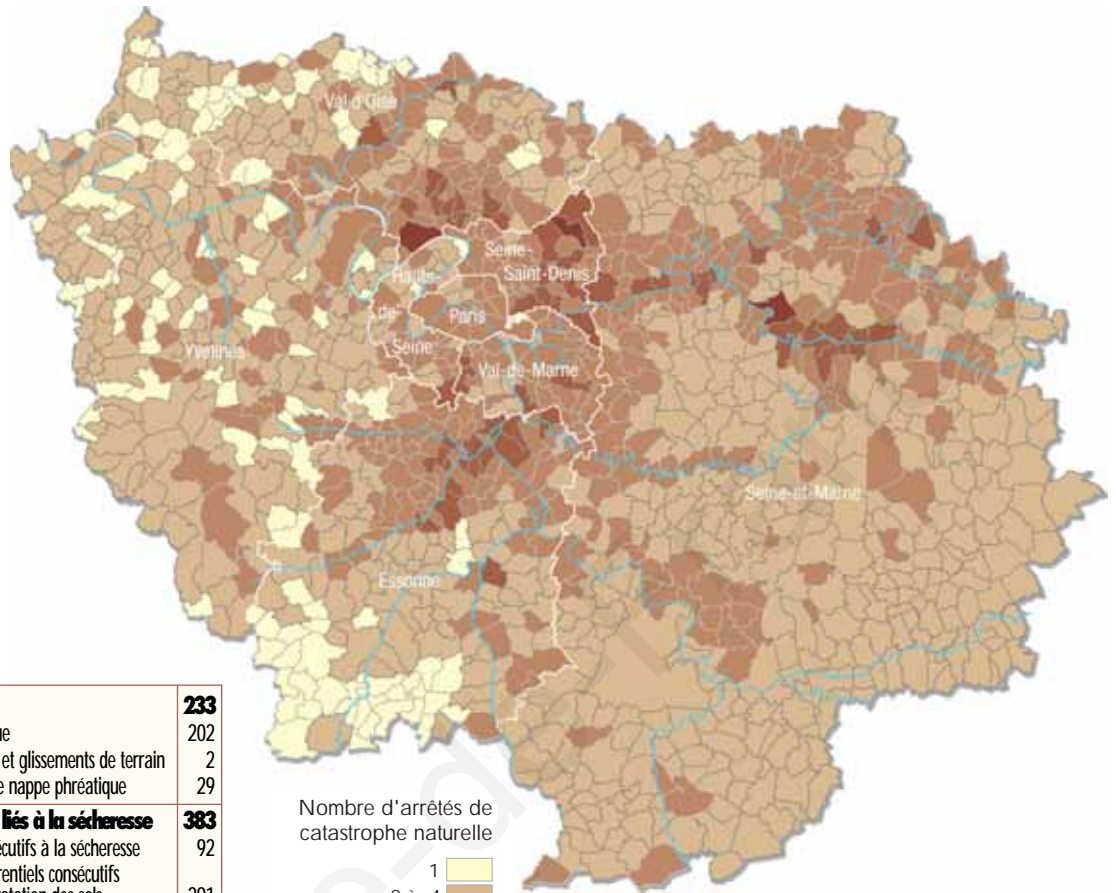 Val d'Oise
Seine-
Saint-Denis
Hauts-
de-
Seine
Paris
Yvelines
Val-de-Marne
Seine-et-Marne
Essonne
233
ue 202
et glissements de terrain 2
e nappe phréatique 29
liés à la sécheresse 383
écutifs à la sécheresse 92
rentiels consécutifs
Nombre d'arrêtés de
catastrophe naturelle
1